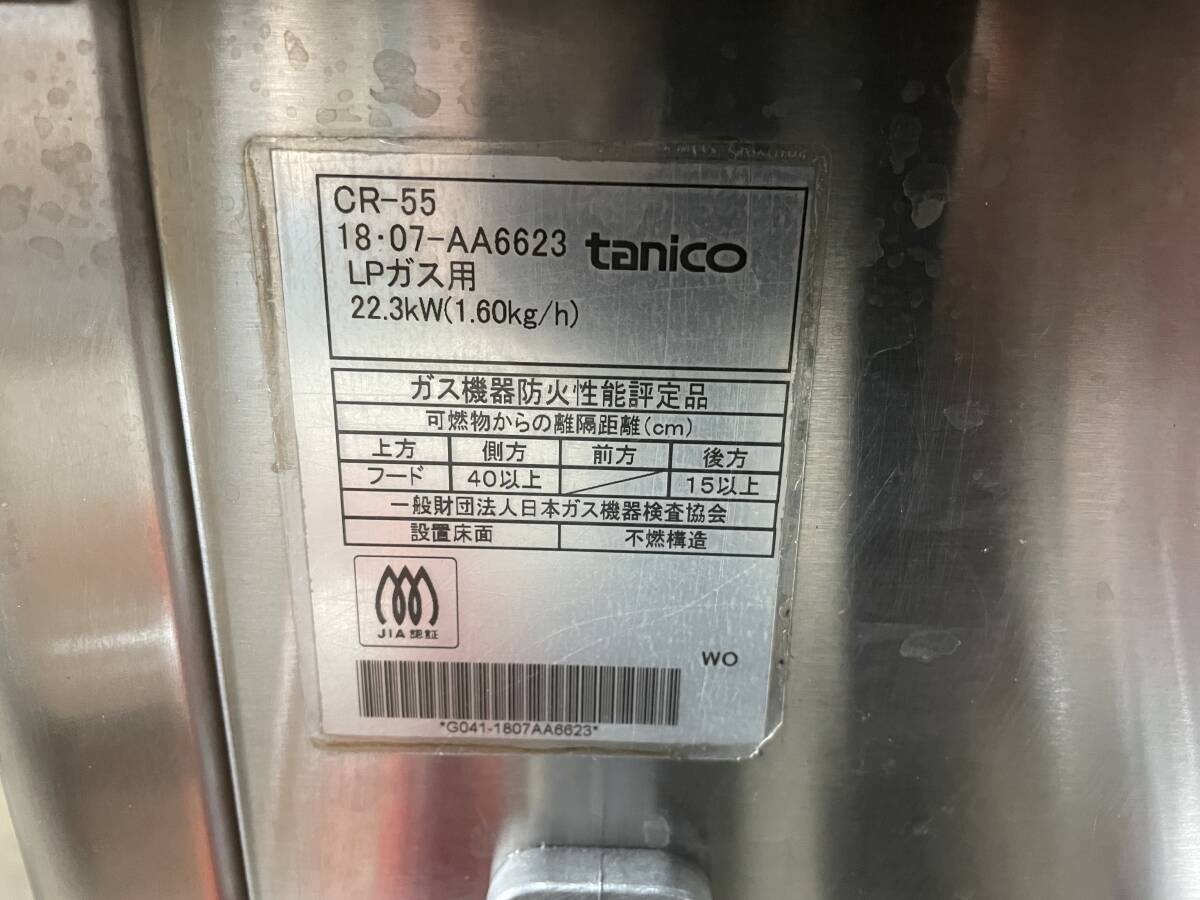 CR-55
18・07-AA6623 tanico
LPガス用
22.3kW(1.60kg/h)
ガス機器防火性能評定品
可燃物からの離隔距離(cm)
上方 側方 前方 後方
フード 40以上 15以上
一般財団法人日本ガス機器検査協会
設置床面 不燃構造
JIA認証
WO
*G041-1807AA6623*